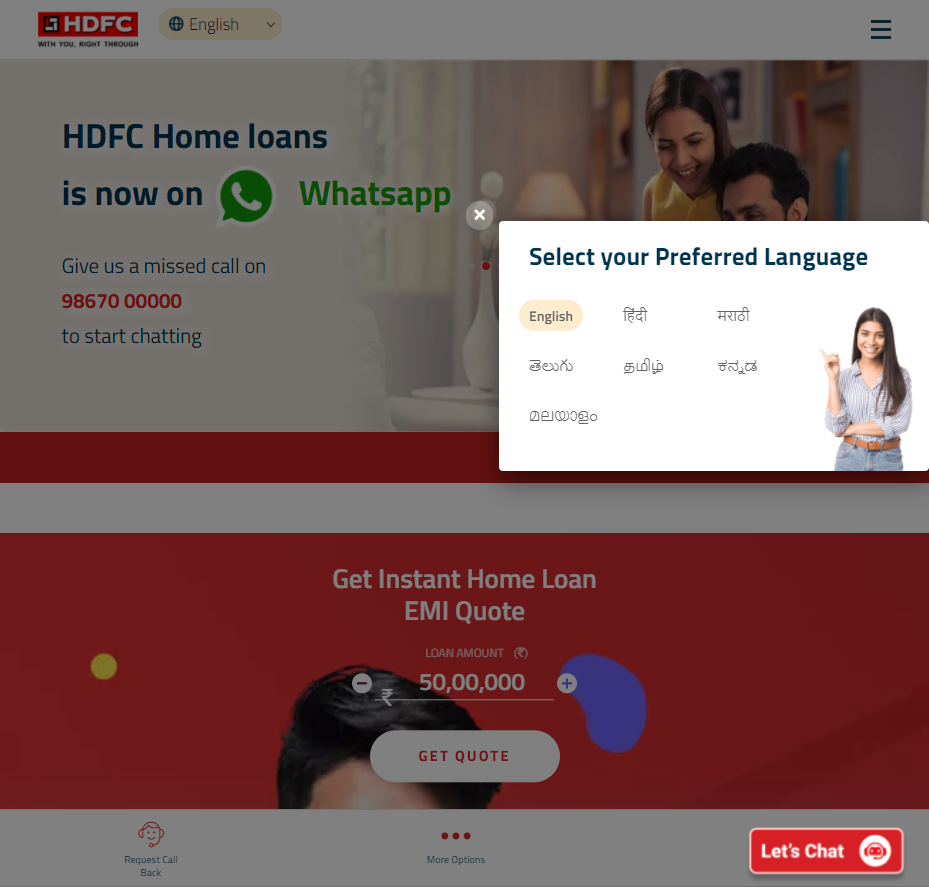 HDFC
WITH YOU, RIGHT THROUGH
English
HDFC Home loans
is now on Whatsapp
Give us a missed call on
98670 00000
to start chatting
Select your Preferred Language
English हिंदी मराठी
తెలుగు தமிழ் ಕನ್ನಡ
മലയാളം
Get Instant Home Loan
EMI Quote
LOAN AMOUNT (₹)
₹ 50,00,000
GET QUOTE
Request Call
Back
More Options
Let's Chat